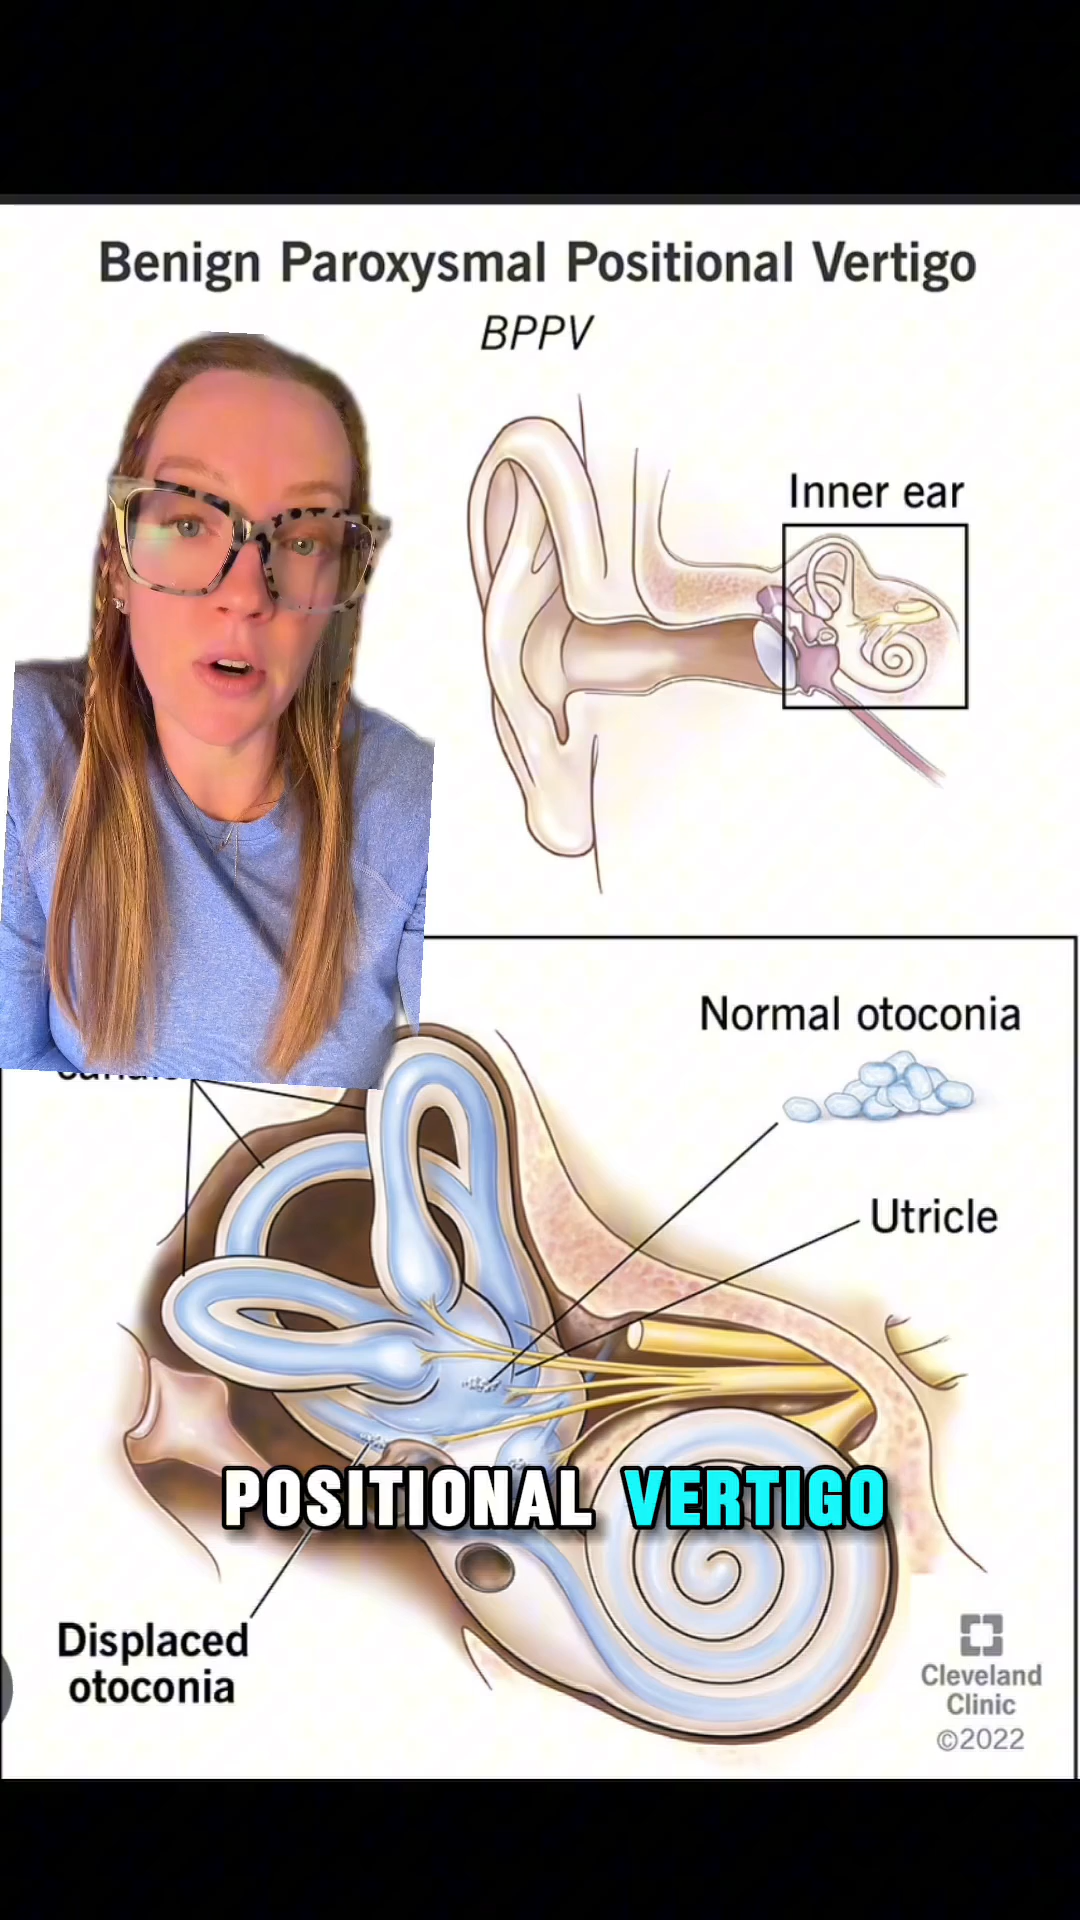 Benign Paroxysmal Positional Vertigo
BPPV
Inner ear
Normal otoconia
Utricle
POSITIONAL VERTIGO
Displaced
otoconia
Cleveland
Clinic
©2022